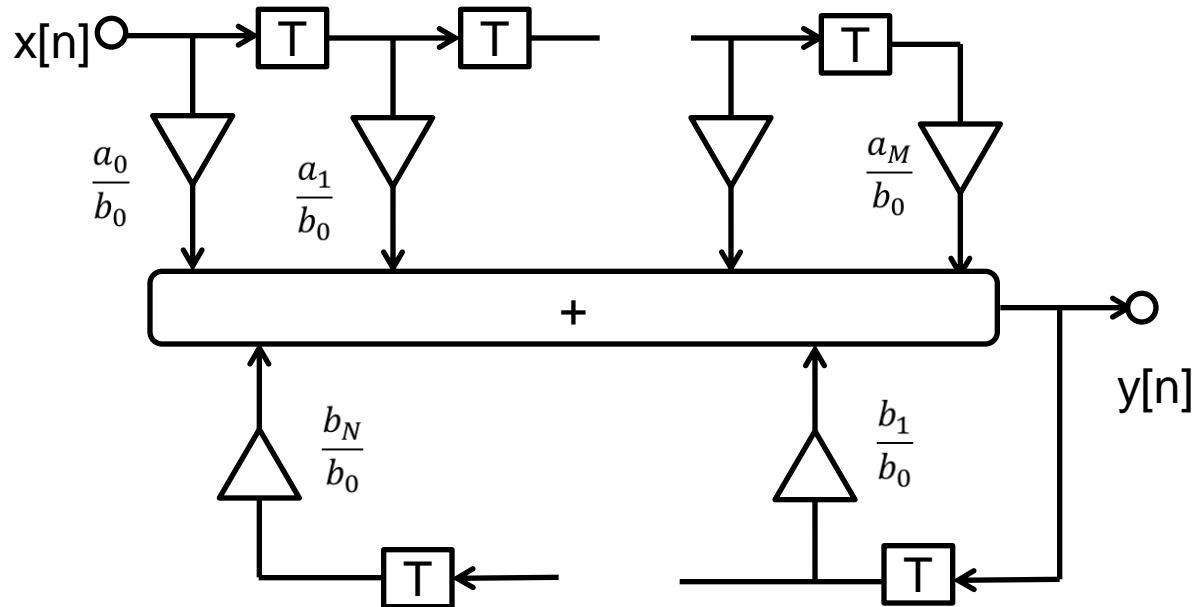 x[n]
T
T
T
a_0/b_0
a_1/b_0
a_M/b_0
+
y[n]
b_N/b_0
b_1/b_0
T
T